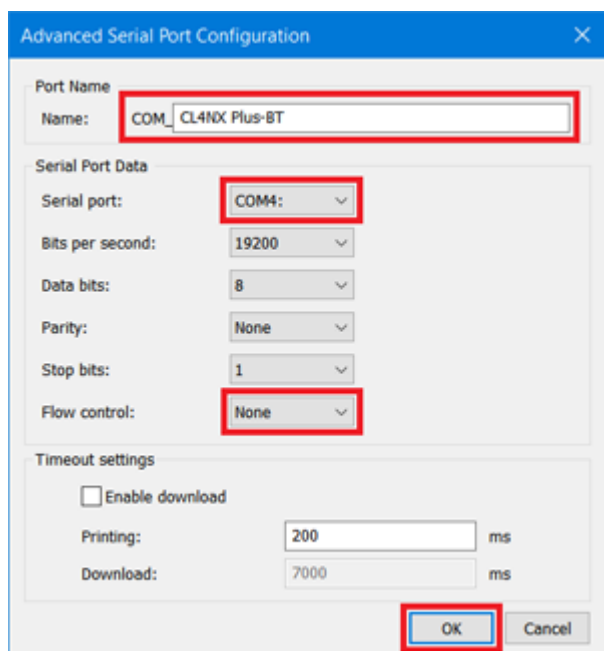 Advanced Serial Port Configuration
Port Name
Name: COM_ CL4NX Plus-BT
Serial Port Data
Serial port: COM4:
Bits per second: 19200
Data bits: 8
Parity: None
Stop bits: 1
Flow control: None
Timeout settings
Enable download
Printing: 200 ms
Download: 7000 ms
OK Cancel